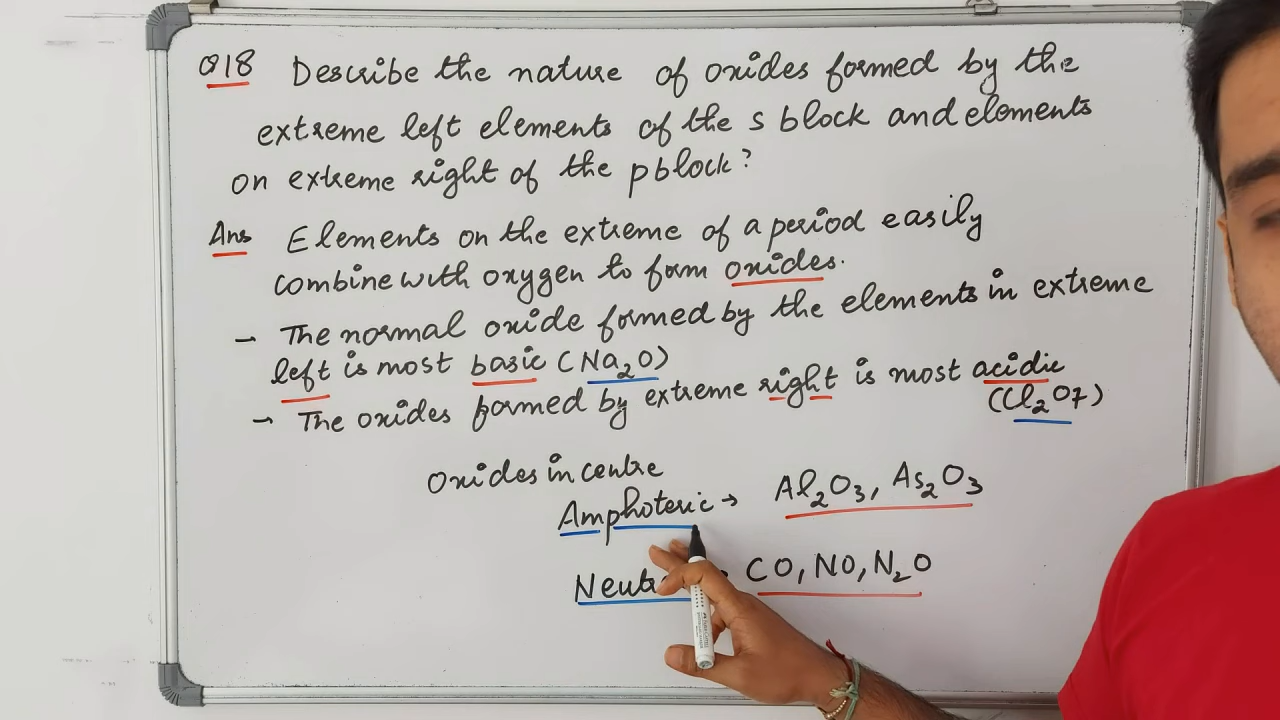 Q18 Describe the nature of oxides formed by the
extreme left elements of the s block and elements
on extreme right of the p block?
Ans Elements on the extreme of a period easily
combine with oxygen to form oxides.
- The normal oxide formed by the elements in extreme
left is most basic (Na2O)
- The oxides formed by extreme right is most acidic
(Cl2O7)
Oxides in centre
Amphoteric → Al2O3, As2O3
CO, NO, N2O